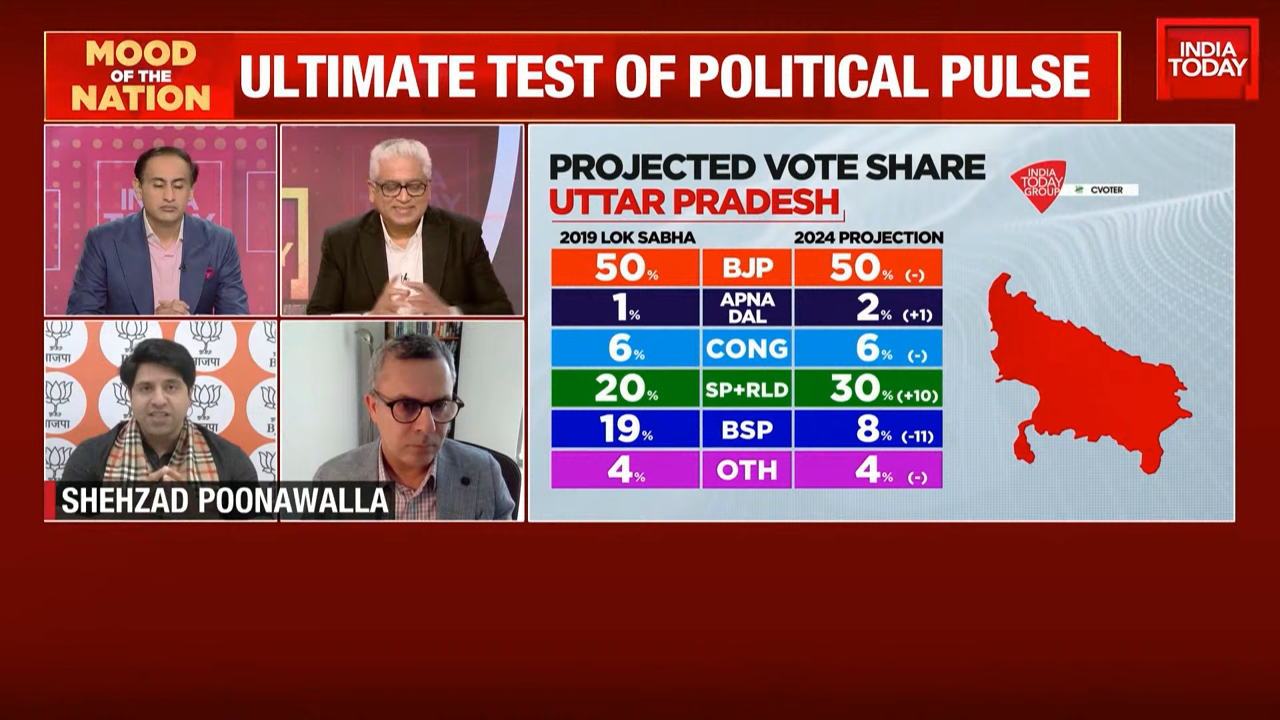 MOOD
OF THE
NATION
ULTIMATE TEST OF POLITICAL PULSE
INDIA
TODAY
PROJECTED VOTE SHARE
UTTAR PRADESH
INDIA
TODAY
GROUP
CVOTER
2019 LOK SABHA 2024 PROJECTION
50% BJP 50% (-)
1% APNA DAL 2% (+1)
6% CONG 6% (-)
20% SP+RLD 30% (+10)
19% BSP 8% (-11)
4% OTH 4% (-)
SHEHZAD POONAWALLA